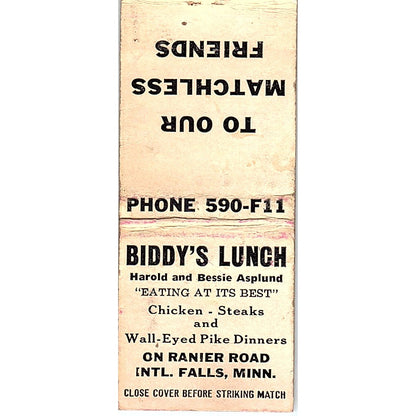 TO OUR
MATCHLESS
FRIENDS
PHONE 590-F11
BIDDY'S LUNCH
Harold and Bessie Asplund
"EATING AT ITS BEST"
Chicken - Steaks
and
Wall-Eyed Pike Dinners
ON RANIER ROAD
INTL. FALLS, MINN.
CLOSE COVER BEFORE STRIKING MATCH